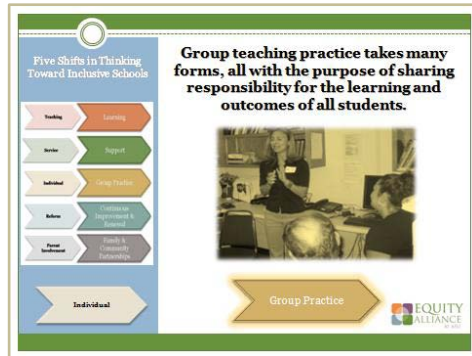 Five Shifts in Thinking
Toward Inclusive Schools
Teaching
Learning
Service
Support
Individual
Group Practice
Reform
Continuous
Improvement &
Renewal
Parent
Involvement
Family &
Community
Partnerships
Individual
Group teaching practice takes many
forms, all with the purpose of sharing
responsibility for the learning and
outcomes of all students.
Group Practice
EQUITY
ALLIANCE